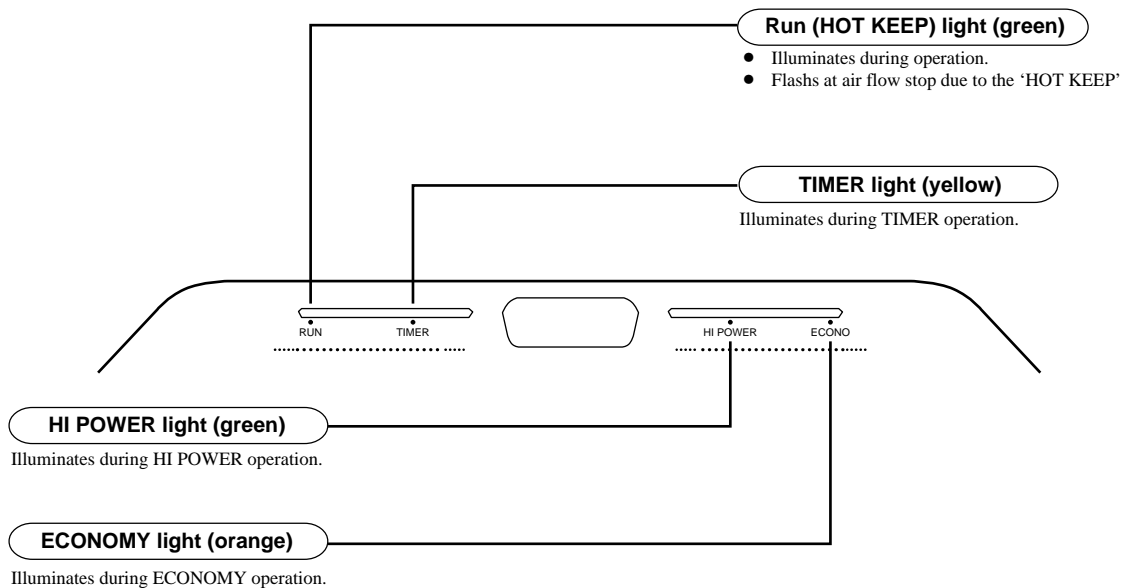 Run (HOT KEEP) light (green)
● Illuminates during operation.
● Flashs at air flow stop due to the ‘HOT KEEP’
TIMER light (yellow)
Illuminates during TIMER operation.
RUN TIMER HI POWER ECONO
HI POWER light (green)
Illuminates during HI POWER operation.
ECONOMY light (orange)
Illuminates during ECONOMY operation.